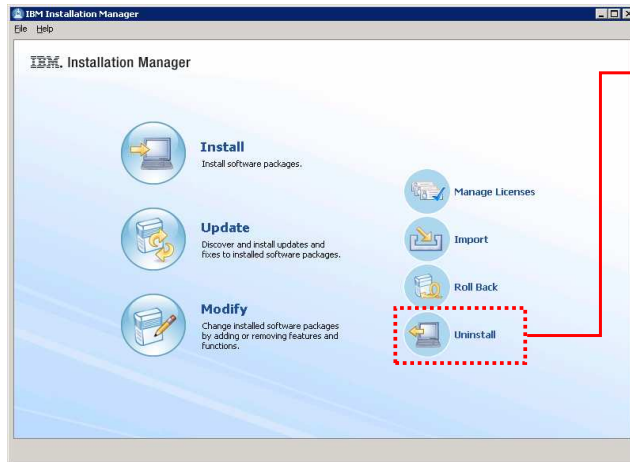 IBM Installation Manager
File Help
IBM. Installation Manager
Install
Install software packages.
Update
Discover and install updates and
fixes to installed software packages.
Modify
Change installed software packages
by adding or removing features and
functions.
Manage Licenses
Import
Roll Back
Uninstall